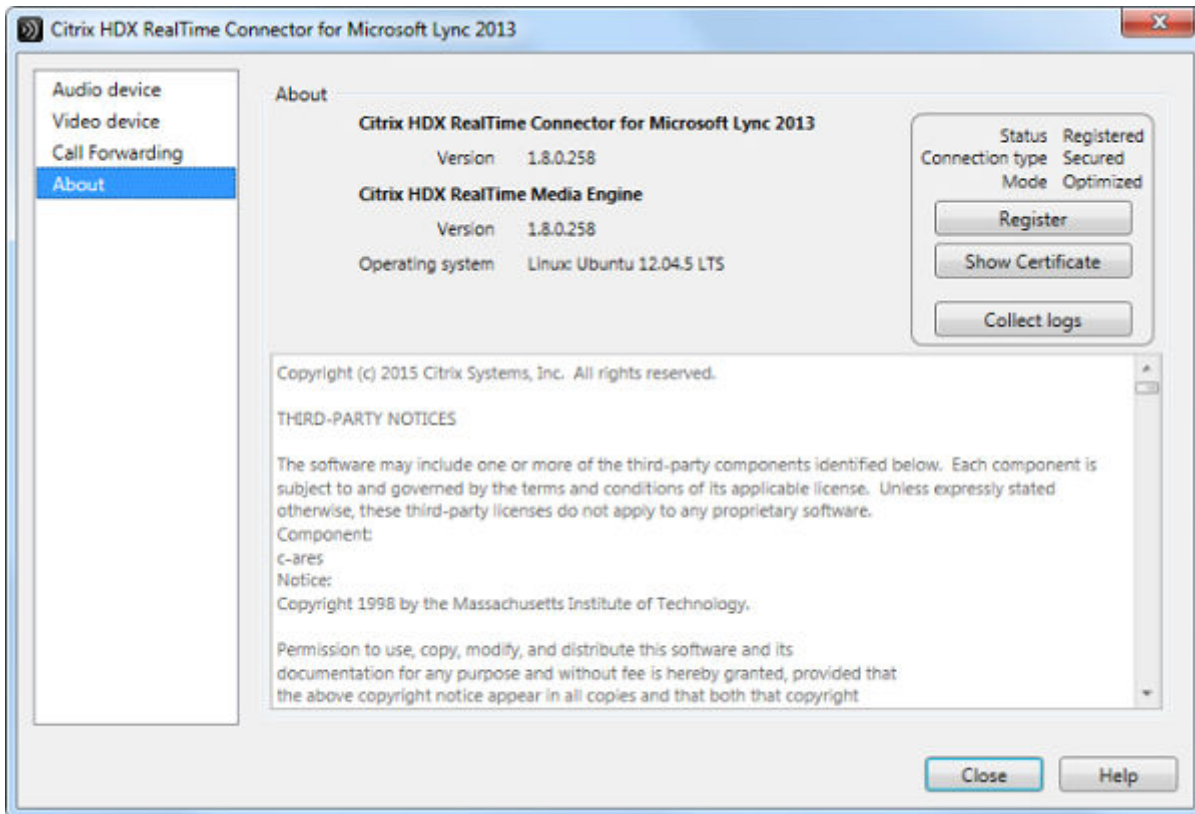 Citrix HDX RealTime Connector for Microsoft Lync 2013
Audio device
Video device
Call Forwarding
About
About
Citrix HDX RealTime Connector for Microsoft Lync 2013
Version 1.8.0.258
Citrix HDX RealTime Media Engine
Version 1.8.0.258
Operating system Linux: Ubuntu 12.04.5 LTS
Status Registered
Connection type Secured
Mode Optimized
Register
Show Certificate
Collect logs
Copyright (c) 2015 Citrix Systems, Inc. All rights reserved.
THIRD-PARTY NOTICES
The software may include one or more of the third-party components identified below. Each component is
subject to and governed by the terms and conditions of its applicable license. Unless expressly stated
otherwise, these third-party licenses do not apply to any proprietary software.
Component:
c-ares
Notice:
Copyright 1998 by the Massachusetts Institute of Technology.
Permission to use, copy, modify, and distribute this software and its
documentation for any purpose and without fee is hereby granted, provided that
the above copyright notice appear in all copies and that both that copyright
Close
Help